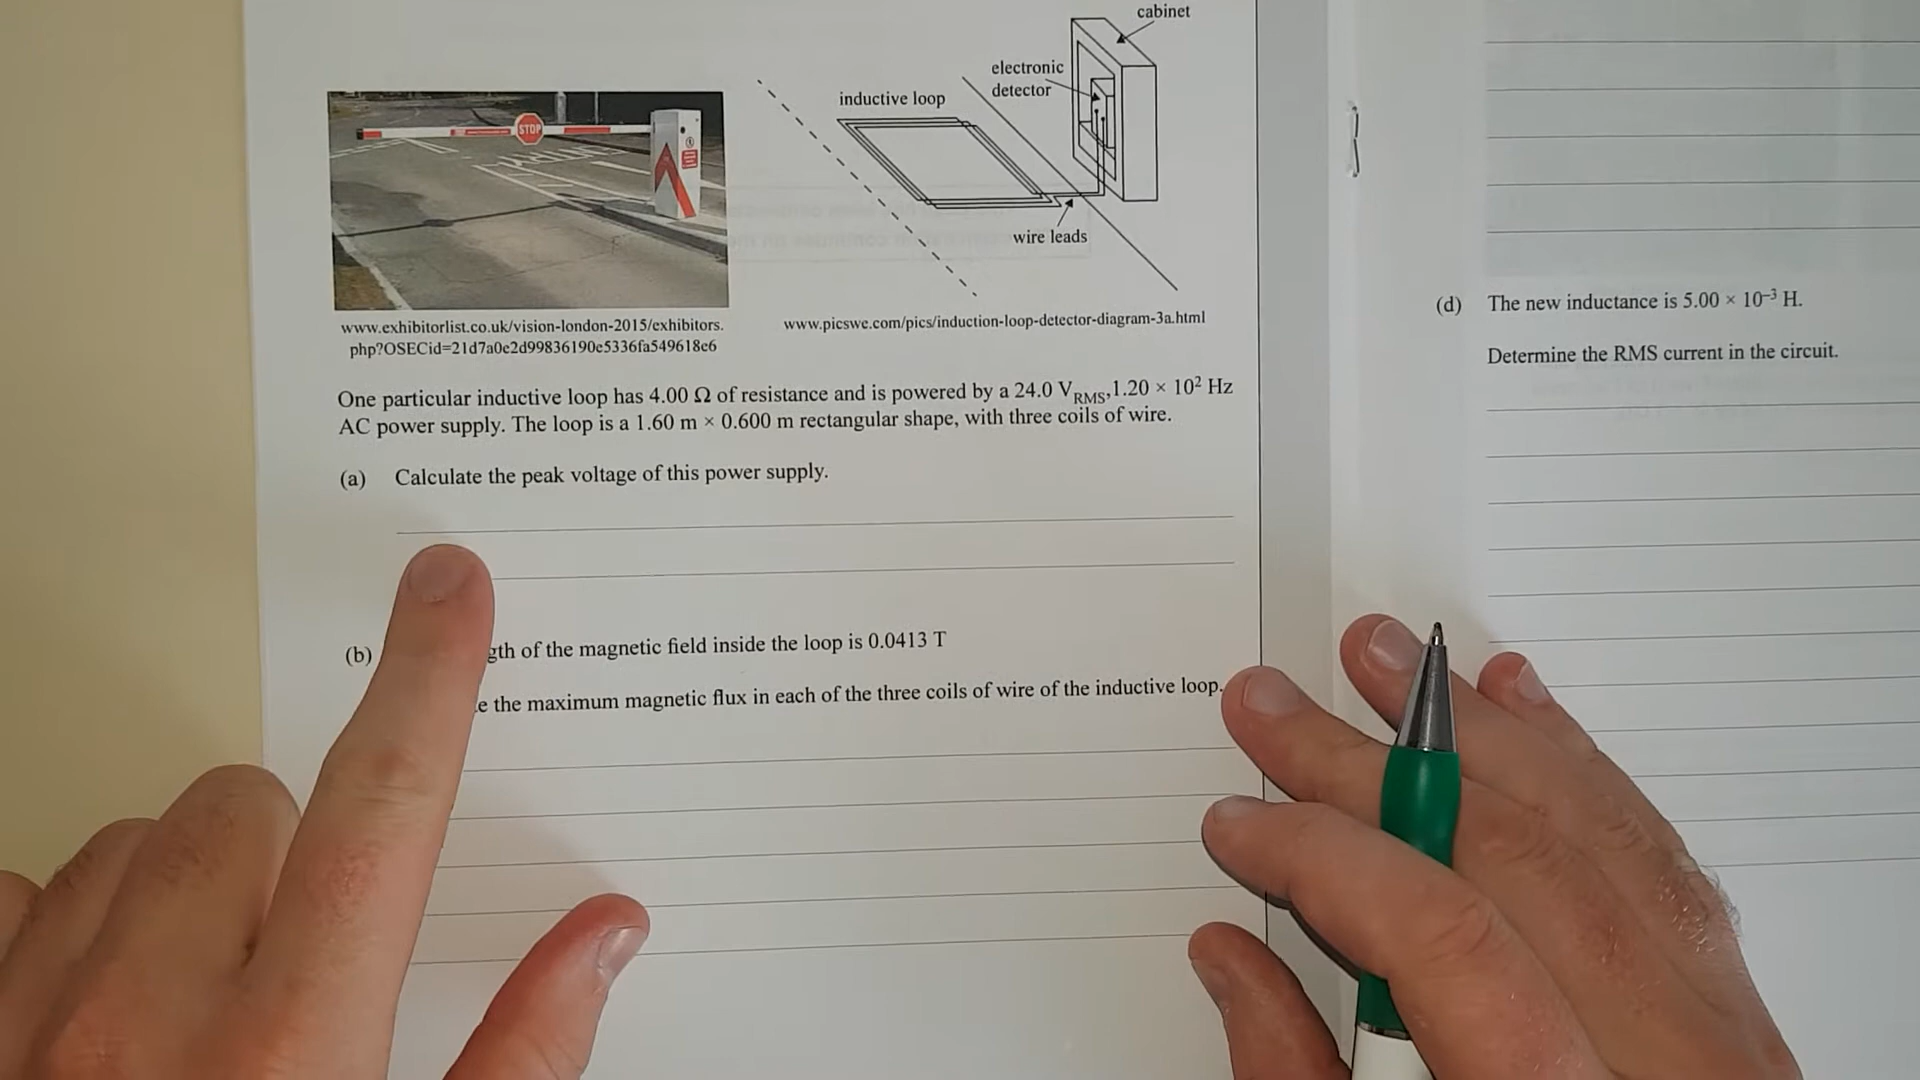 cabinet
electronic
detector
inductive loop
STOP
wire leads
www.exhibitorlist.co.uk/vision-london-2015/exhibitors.
php?OSECid=21d7a0e2d99836190e5336fa549618e6
www.picswe.com/pics/induction-loop-detector-diagram-3a.html
One particular inductive loop has 4.00 Ω of resistance and is powered by a 24.0 V_RMS, 1.20 × 10² Hz
AC power supply. The loop is a 1.60 m × 0.600 m rectangular shape, with three coils of wire.
(a) Calculate the peak voltage of this power supply.
(b) gth of the magnetic field inside the loop is 0.0413 T
e the maximum magnetic flux in each of the three coils of wire of the inductive loop.
(d) The new inductance is 5.00 × 10⁻³ H.
Determine the RMS current in the circuit.